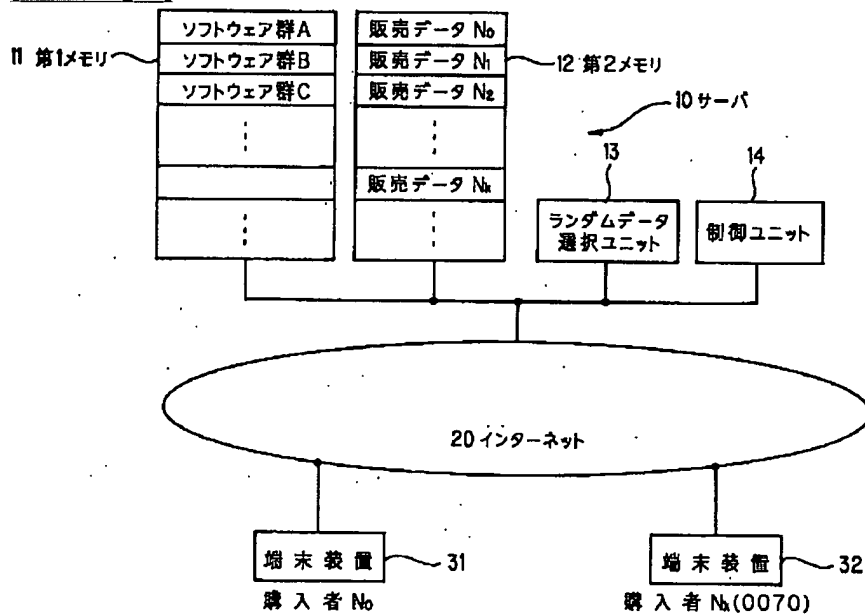 ソフトウェア群A
ソフトウェア群B
ソフトウェア群C
11 第1メモリ
販売データ N0
販売データ N1
販売データ N2
販売データ Nk
12 第2メモリ
10 サーバ
13
ランダムデータ
選択ユニット
14
制御ユニット
20 インターネット
端末装置
31
購入者 N0
端末装置
32
購入者 Nk(0070)